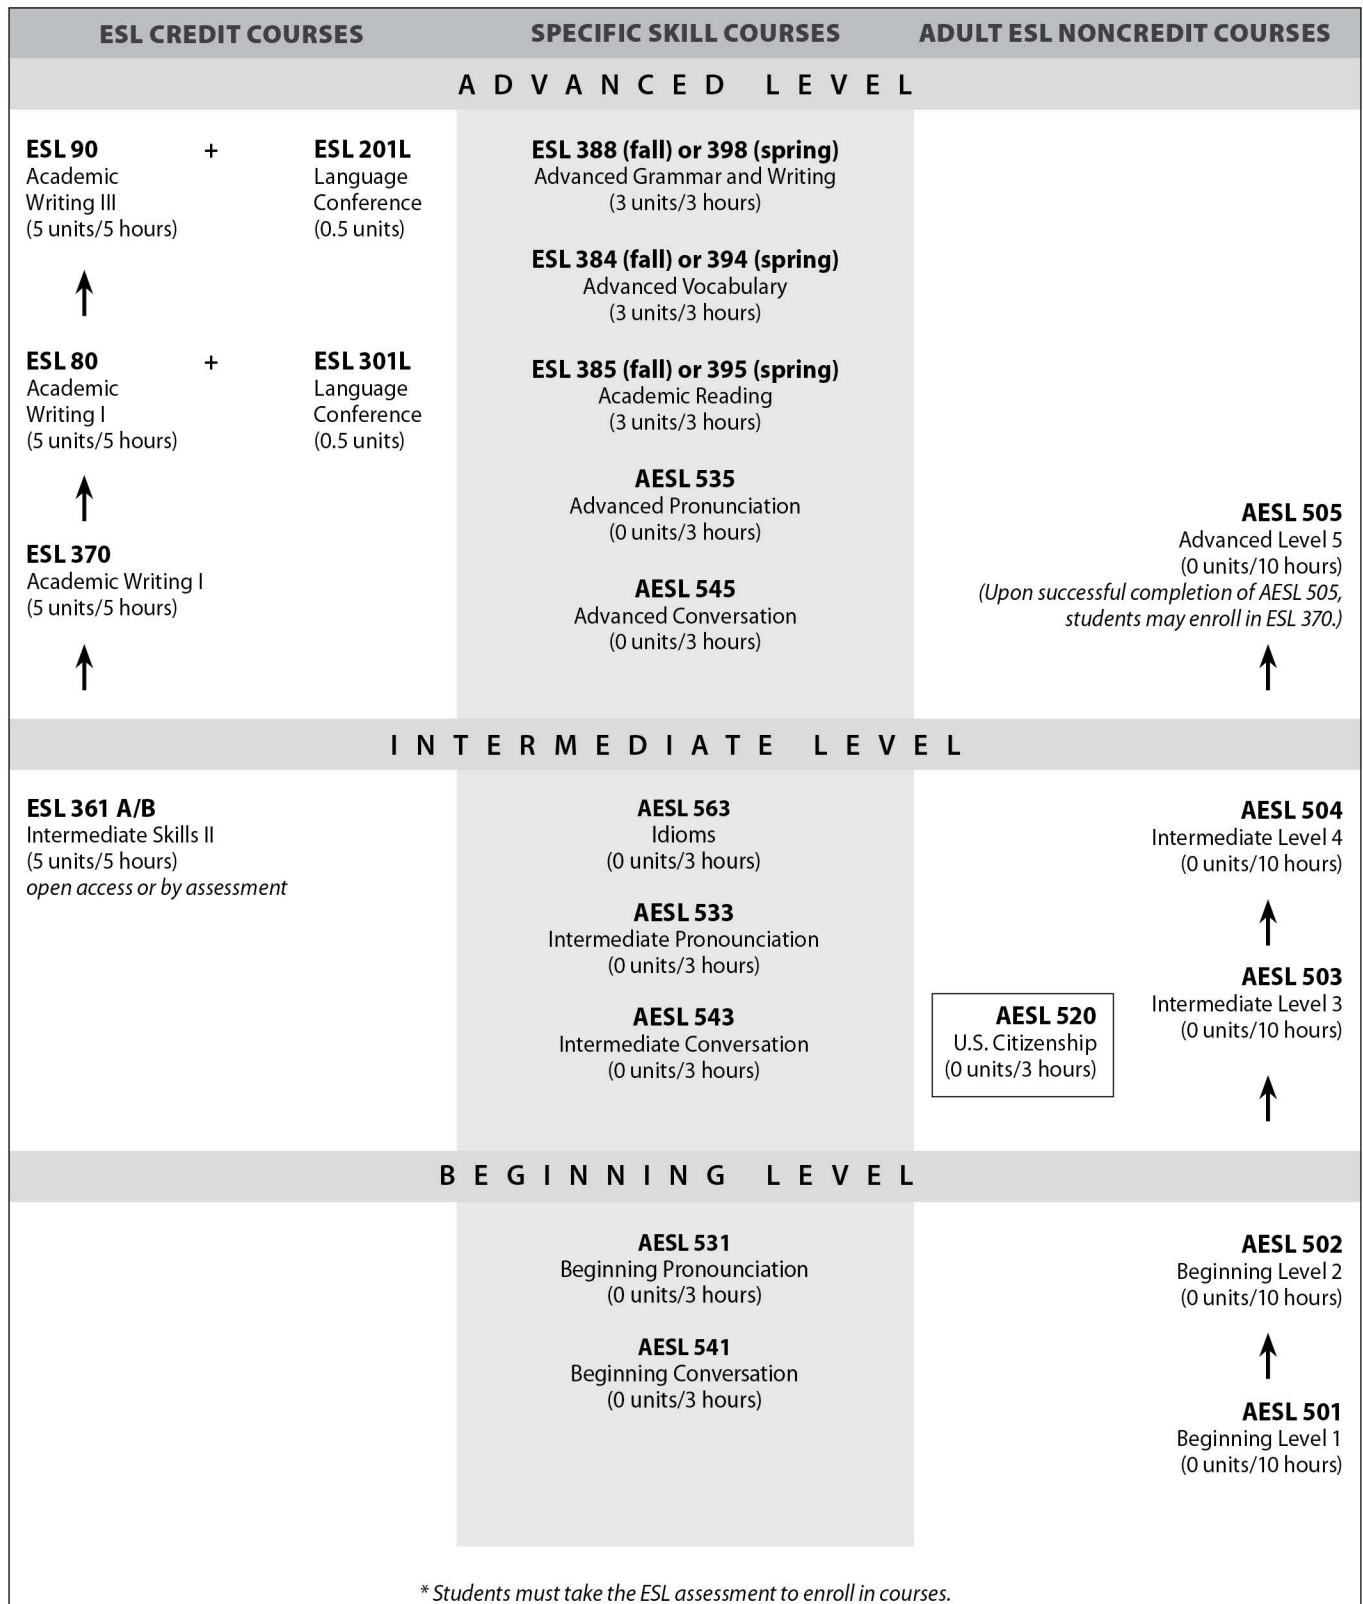 ESL CREDIT COURSES
SPECIFIC SKILL COURSES
ADULT ESL NONCREDIT COURSES
ADVANCED LEVEL
ESL 90 + ESL 201L
Academic Language
Writing III Conference
(5 units/5 hours) (0.5 units)
ESL 80 + ESL 301L
Academic Language
Writing I Conference
(5 units/5 hours) (0.5 units)
ESL 370
Academic Writing I
(5 units/5 hours)
ESL 388 (fall) or 398 (spring)
Advanced Grammar and Writing
(3 units/3 hours)
ESL 384 (fall) or 394 (spring)
Advanced Vocabulary
(3 units/3 hours)
ESL 385 (fall) or 395 (spring)
Academic Reading
(3 units/3 hours)
AESL 535
Advanced Pronunciation
(0 units/3 hours)
AESL 545
Advanced Conversation
(0 units/3 hours)
AESL 505
Advanced Level 5
(0 units/10 hours)
(Upon successful completion of AESL 505,
students may enroll in ESL 370.)
INTERMEDIATE LEVEL
ESL 361 A/B
Intermediate Skills II
(5 units/5 hours)
open access or by assessment
AESL 563
Idioms
(0 units/3 hours)
AESL 533
Intermediate Pronounciation
(0 units/3 hours)
AESL 543
Intermediate Conversation
(0 units/3 hours)
AESL 504
Intermediate Level 4
(0 units/10 hours)
AESL 503
Intermediate Level 3
(0 units/10 hours)
AESL 520
U.S. Citizenship
(0 units/3 hours)
BEGINNING LEVEL
AESL 531
Beginning Pronounciation
(0 units/3 hours)
AESL 541
Beginning Conversation
(0 units/3 hours)
AESL 502
Beginning Level 2
(0 units/10 hours)
AESL 501
Beginning Level 1
(0 units/10 hours)
* Students must take the ESL assessment to enroll in courses.